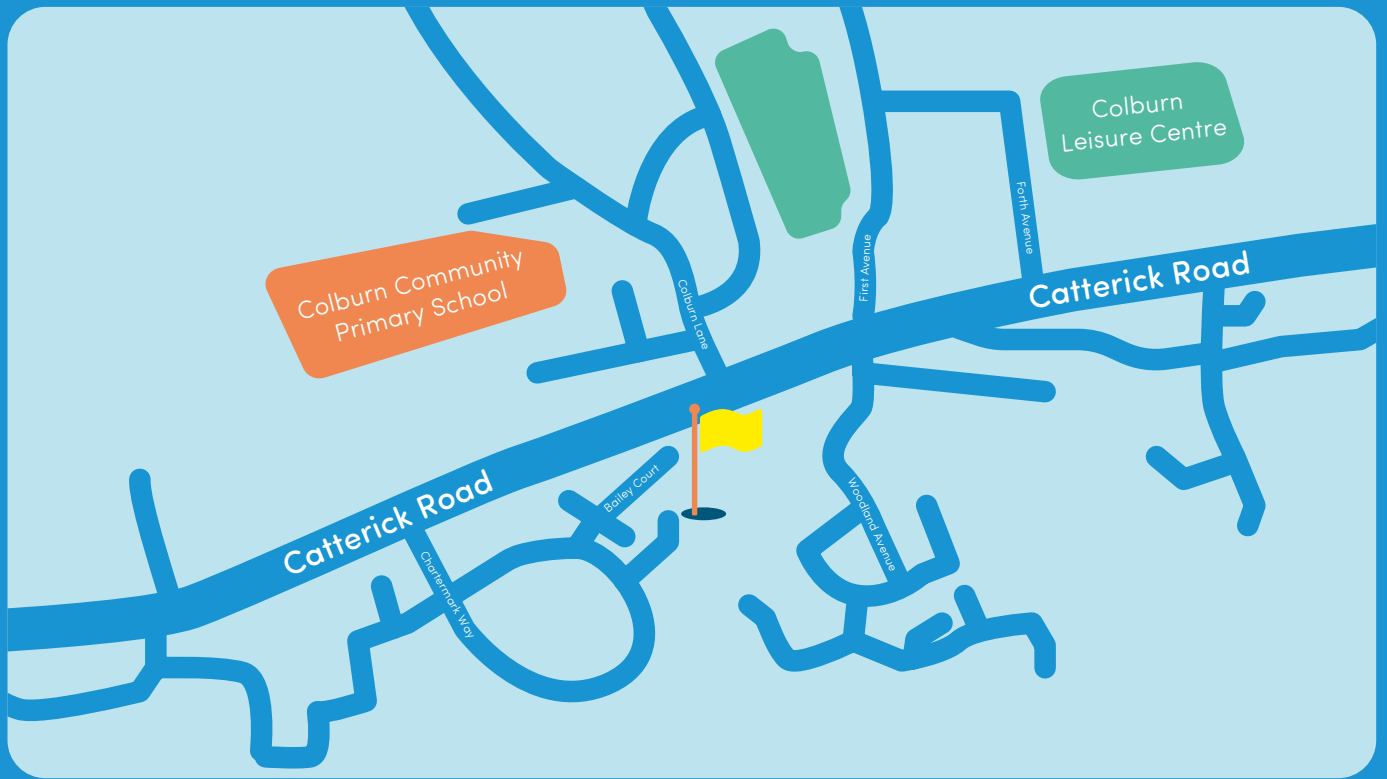 Colburn
Leisure Centre
Forth Avenue
First Avenue
Catterick Road
Colburn Community
Primary School
Colburn Lane
Catterick Road
Bailey Court
Chartermark Way
Woodland Avenue